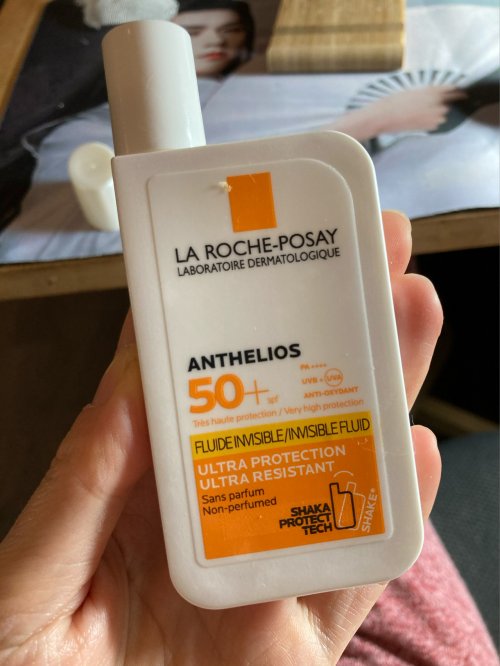 LA ROCHE-POSAY
LABORATOIRE DERMATOLOGIQUE
ANTHELIOS
50+ spf
PA++++
UVB + UVA
ANTI-OXYDANT
Très haute protection / Very high protection
FLUIDE INVISIBLE/INVISIBLE FLUID
ULTRA PROTECTION
ULTRA RESISTANT
Sans parfum
Non-perfumed
SHAKA
PROTECT
TECH
SHAKE*